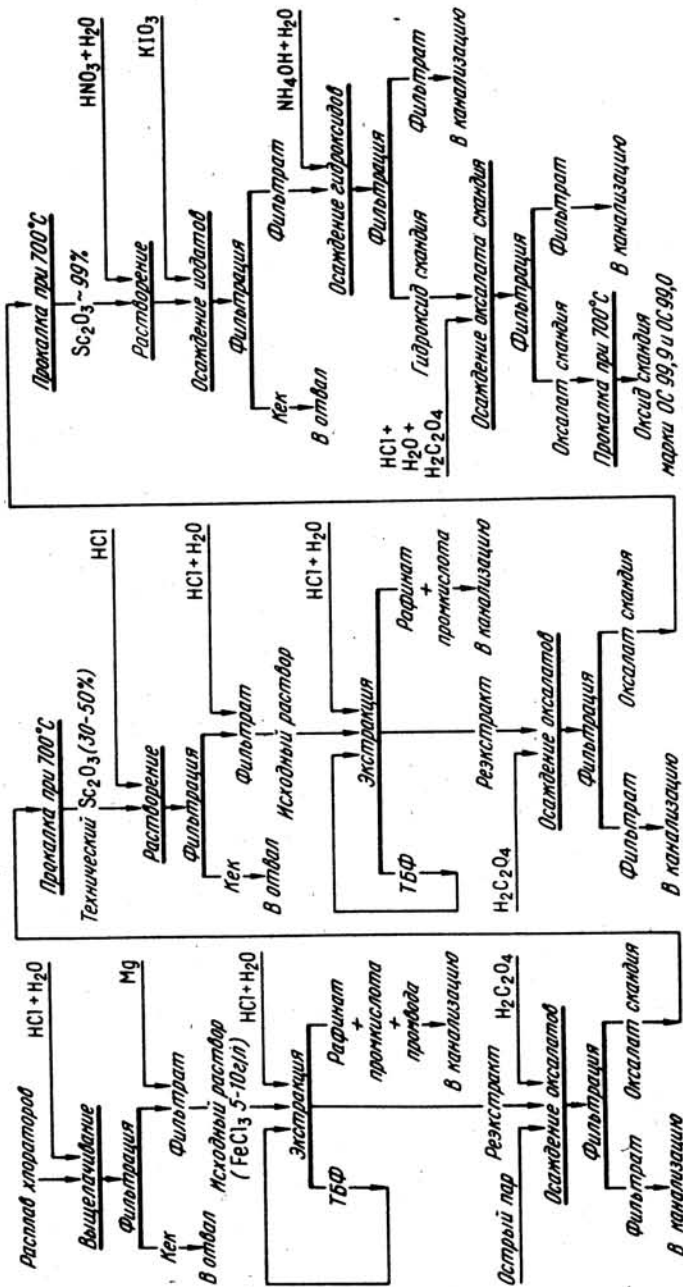 Расплав хлораторов
HCl + H2O
Выщелачивание
Фильтрация
Кек
В отвал
Mg
Фильтрат
Исходный раствор
(FeCl3 5-10г/л)
HCl + H2O
Экстракция
ТБФ
Рафинат
+
промкислота
+
промвода
В канализацию
Острый пар
Реэкстракт
H2C2O4
Осаждение оксалатов
Фильтрация
Фильтрат
В канализацию
Оксалат скандия
Прокалка при 700°С
Технический Sc2O3 (30-50%)
HCl
Растворение
Фильтрация
Кек
В отвал
HCl + H2O
Фильтрат
Исходный раствор
HCl + H2O
Экстракция
ТБФ
Рафинат
+
промкислота
В канализацию
Реэкстракт
H2C2O4
Осаждение оксалатов
Фильтрация
Фильтрат
В канализацию
Оксалат скандия
Прокалка при 700°С
Sc2O3 ~ 99%
HNO3 + H2O
Растворение
KIO3
Осаждение иодатов
Фильтрация
Кек
В отвал
Фильтрат
NH4OH + H2O
Осаждение гидроксидов
Фильтрация
Гидроксид скандия
Фильтрат
В канализацию
HCl +
H2O +
H2C2O4
Осаждение оксалата скандия
Фильтрация
Оксалат скандия
Фильтрат
В канализацию
Прокалка при 700°С
Оксид скандия
марки ОС 99,9 и ОС 99,0